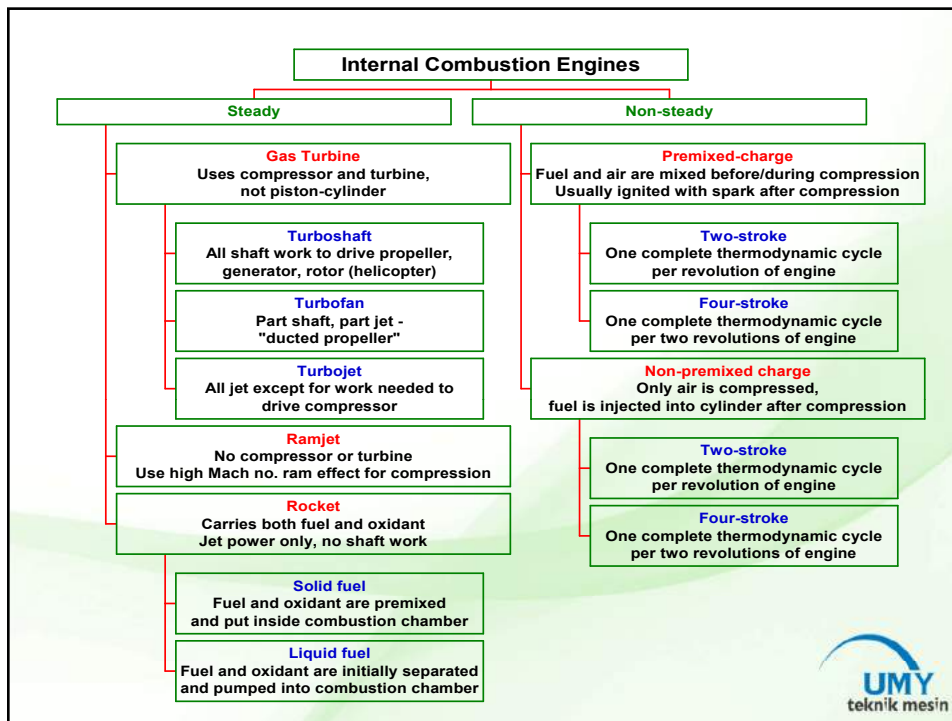 Internal Combustion Engines
Steady
Gas Turbine
Uses compressor and turbine,
not piston-cylinder
Turboshaft
All shaft work to drive propeller,
generator, rotor (helicopter)
Turbofan
Part shaft, part jet -
"ducted propeller"
Turbojet
All jet except for work needed to
drive compressor
Ramjet
No compressor or turbine
Use high Mach no. ram effect for compression
Rocket
Carries both fuel and oxidant
Jet power only, no shaft work
Solid fuel
Fuel and oxidant are premixed
and put inside combustion chamber
Liquid fuel
Fuel and oxidant are initially separated
and pumped into combustion chamber
Non-steady
Premixed-charge
Fuel and air are mixed before/during compression
Usually ignited with spark after compression
Two-stroke
One complete thermodynamic cycle
per revolution of engine
Four-stroke
One complete thermodynamic cycle
per two revolutions of engine
Non-premixed charge
Only air is compressed,
fuel is injected into cylinder after compression
Two-stroke
One complete thermodynamic cycle
per revolution of engine
Four-stroke
One complete thermodynamic cycle
per two revolutions of engine
UMY
teknik mesin